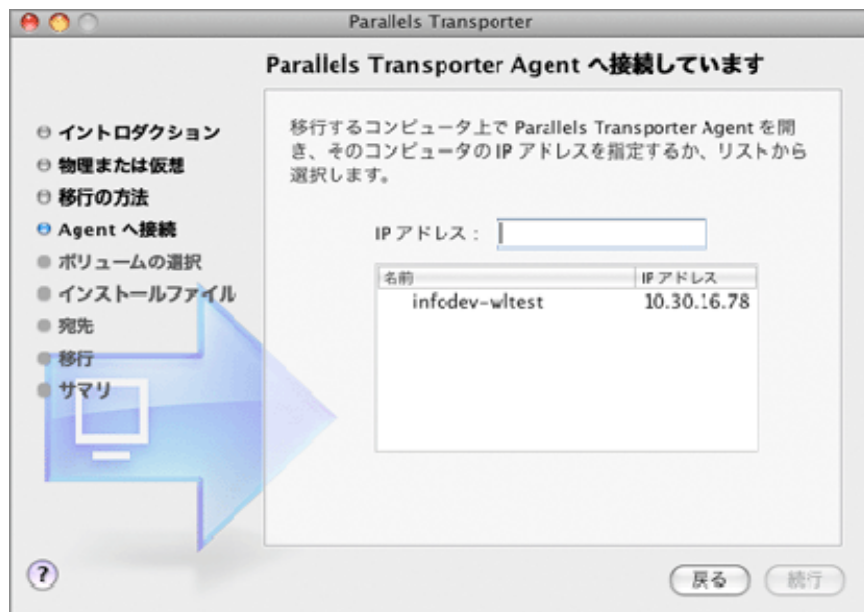 Parallels Transporter
Parallels Transporter Agent へ接続しています
イントロダクション
物理または仮想
移行の方法
Agent へ接続
ボリュームの選択
インストールファイル
宛先
移行
サマリ
移行するコンピュータ上で Parallels Transporter Agent を開
き、そのコンピュータの IP アドレスを指定するか、リストから
選択します。
IP アドレス：
名前 IP アドレス
infodev-wltest 10.30.16.78
?
戻る 続行